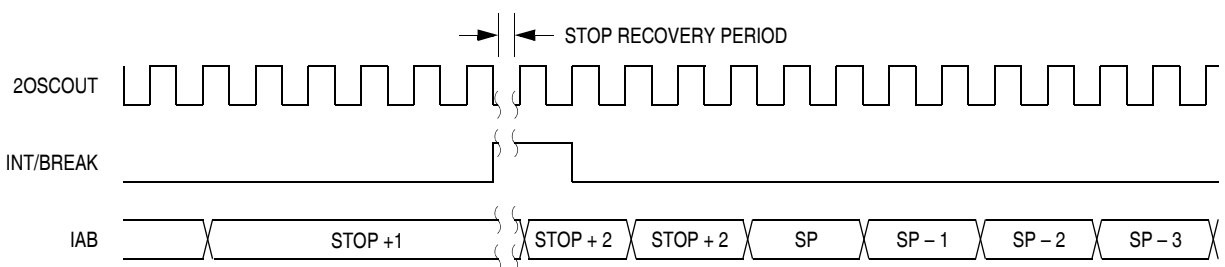 STOP RECOVERY PERIOD
2OSCOUT
INT/BREAK
IAB
STOP +1
STOP + 2
STOP + 2
SP
SP – 1
SP – 2
SP – 3